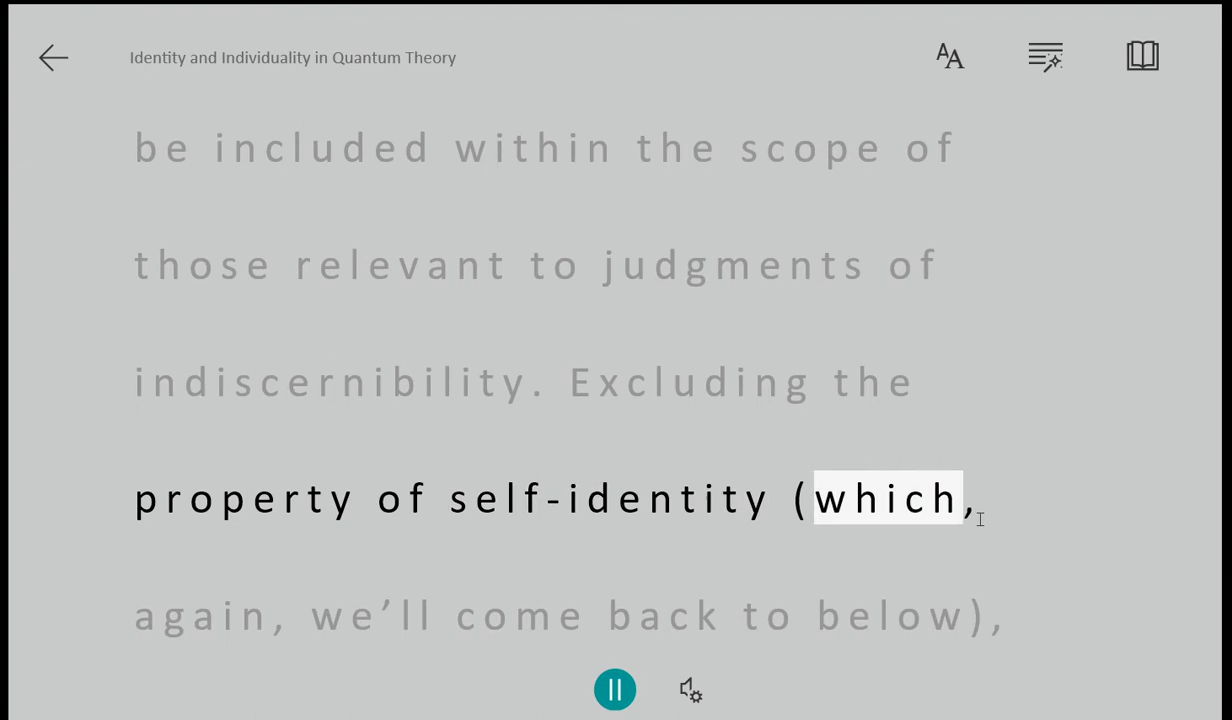 Identity and Individuality in Quantum Theory
AA
be included within the scope of
those relevant to judgments of
indiscernibility. Excluding the
property of self-identity (which,
again, we’ll come back to below),